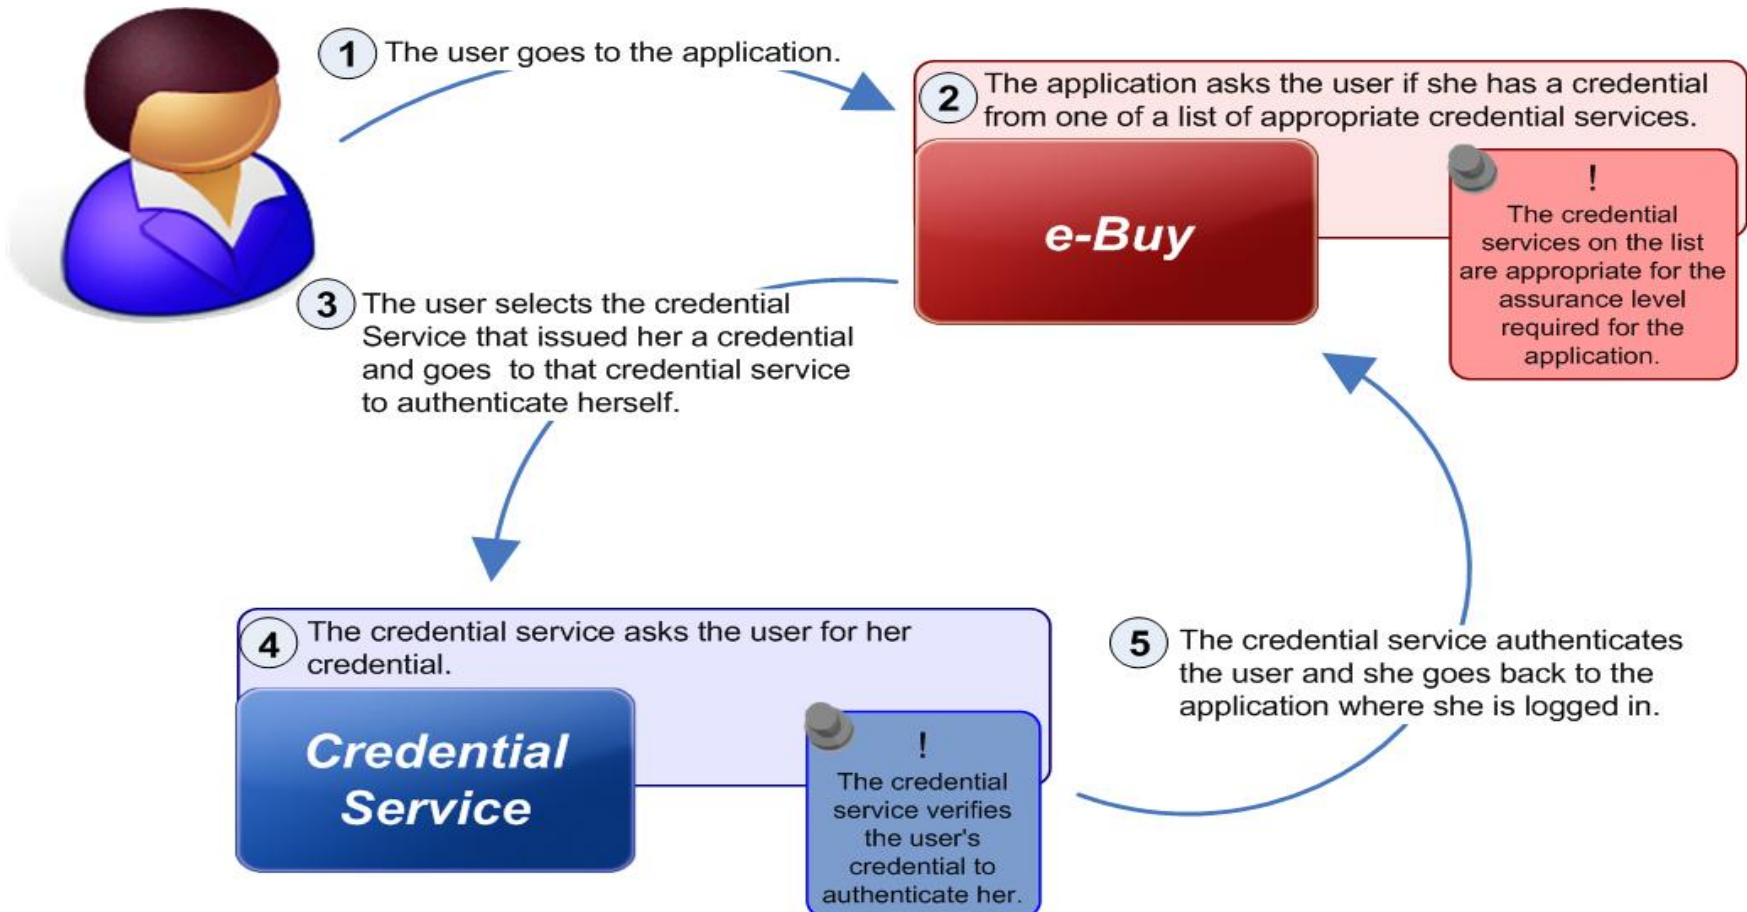 1 The user goes to the application.
2 The application asks the user if she has a credential
from one of a list of appropriate credential services.
e-Buy
!
The credential
services on the list
are appropriate for the
assurance level
required for the
application.
3 The user selects the credential
Service that issued her a credential
and goes to that credential service
to authenticate herself.
4 The credential service asks the user for her
credential.
Credential
Service
!
The credential
service verifies
the user's
credential to
authenticate her.
5 The credential service authenticates
the user and she goes back to the
application where she is logged in.